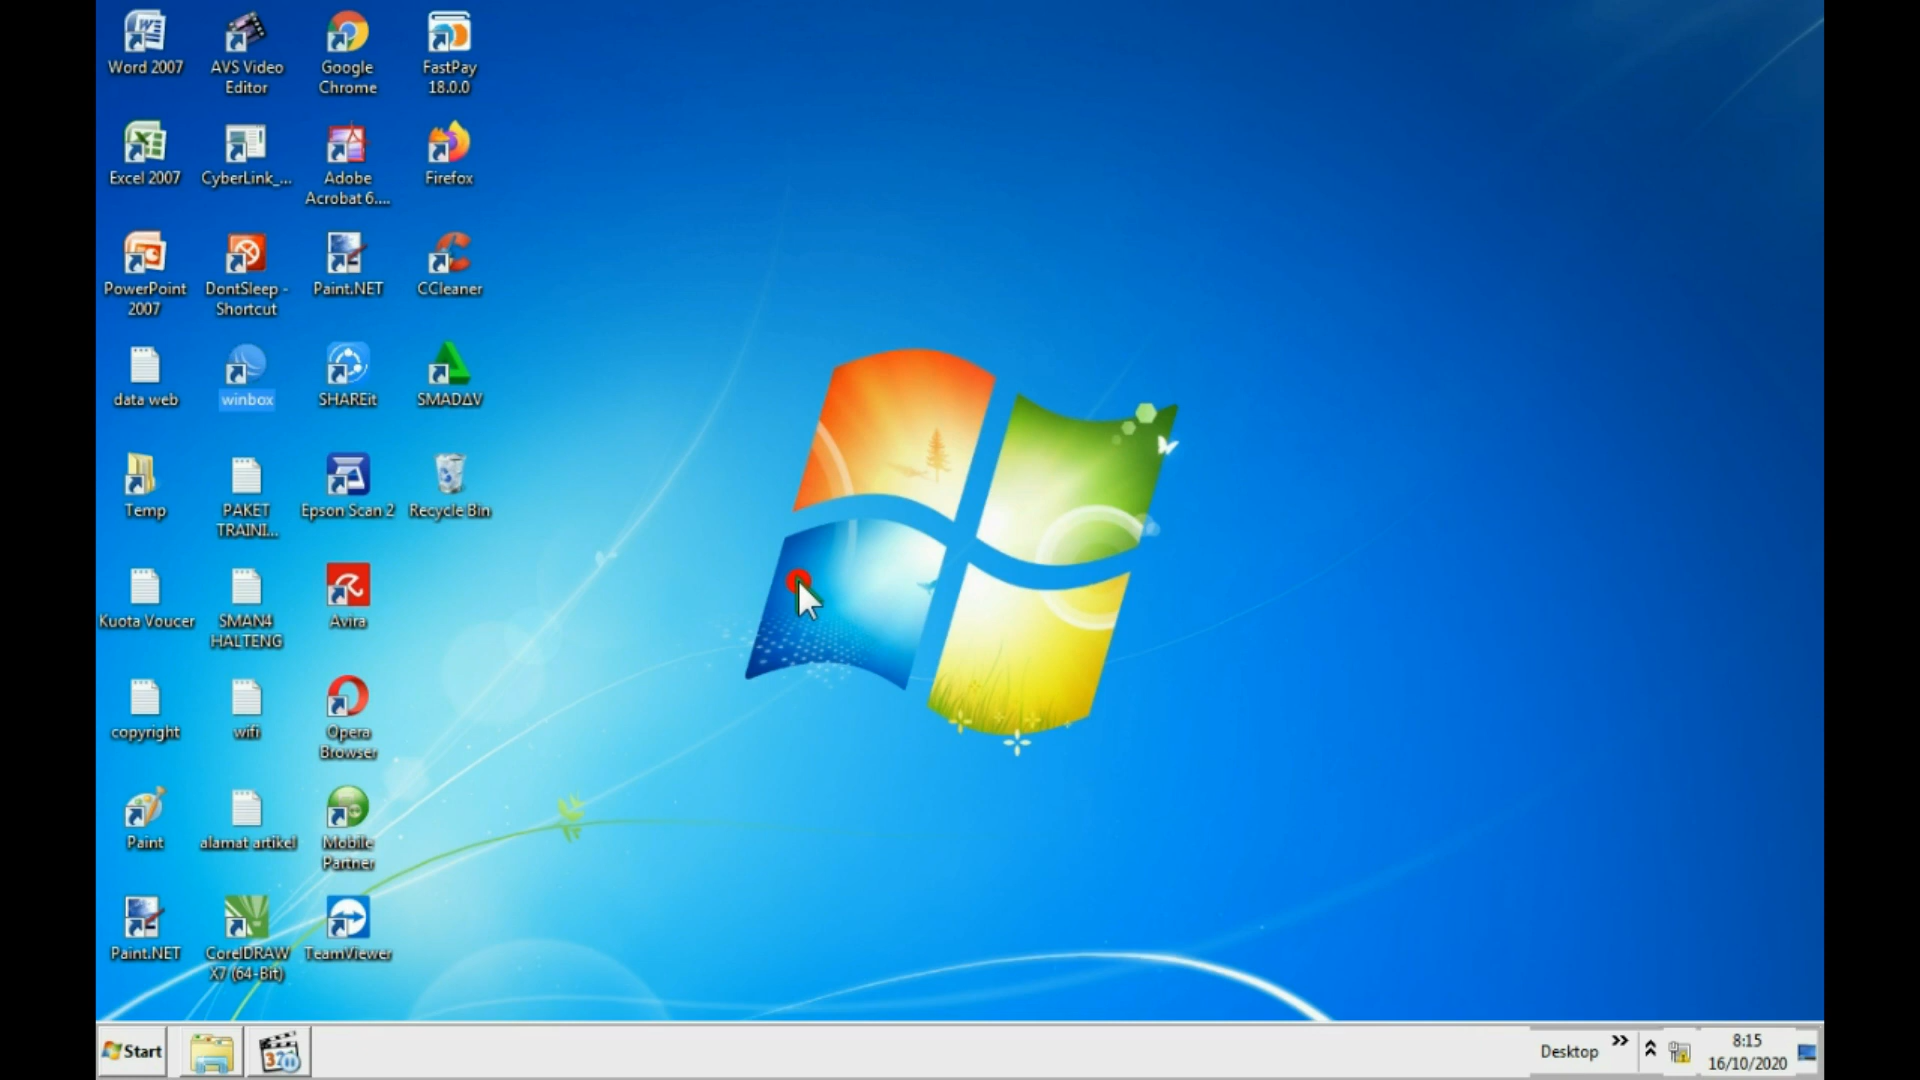 Word 2007
AVS Video
Editor
Google
Chrome
FastPay
18.0.0
Excel 2007
CyberLink_...
Adobe
Acrobat 6....
Firefox
PowerPoint
2007
DontSleep -
Shortcut
Paint.NET
CCleaner
data web
winbox
SHAREit
SMADΔV
Temp
PAKET
TRAINI...
Epson Scan 2
Recycle Bin
Kuota Voucer
SMAN4
HALTENG
Avira
copyright
wifi
Opera
Browser
Paint
alamat artikel
Mobile
Partner
Paint.NET
CorelDRAW
X7 (64-Bit)
TeamViewer
Start
321
Desktop
8:15
16/10/2020